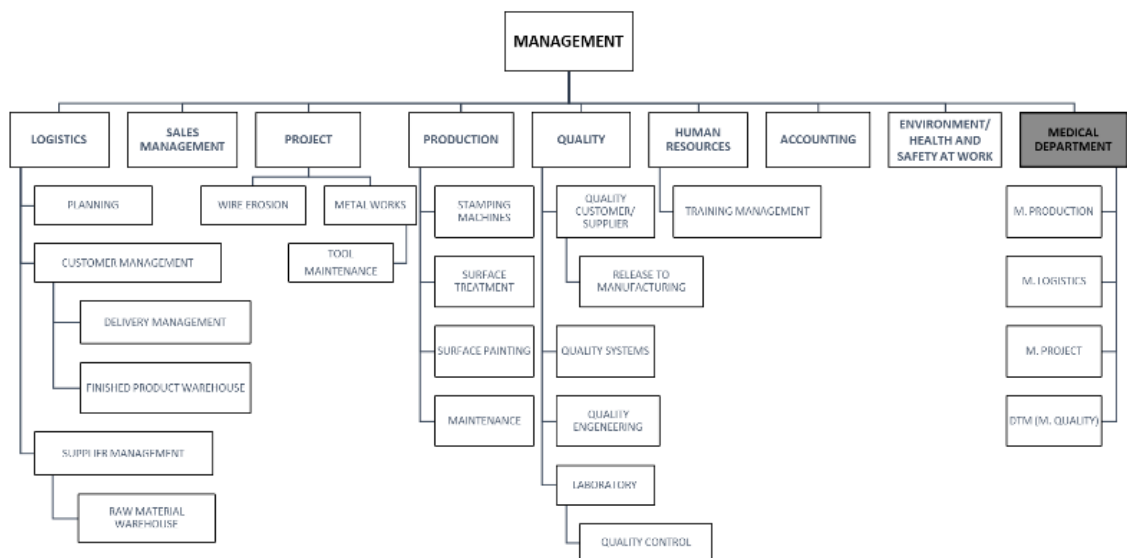 MANAGEMENT
LOGISTICS
SALES
MANAGEMENT
PROJECT
PRODUCTION
QUALITY
HUMAN
RESOURCES
ACCOUNTING
ENVIRONMENT/
HEALTH AND
SAFETY AT WORK
MEDICAL
DEPARTMENT
PLANNING
CUSTOMER MANAGEMENT
DELIVERY MANAGEMENT
FINISHED PRODUCT WAREHOUSE
SUPPLIER MANAGEMENT
RAW MATERIAL
WAREHOUSE
WIRE EROSION
METAL WORKS
TOOL
MAINTENANCE
STAMPING
MACHINES
SURFACE
TREATMENT
SURFACE PAINTING
MAINTENANCE
QUALITY
CUSTOMER/
SUPPLIER
RELEASE TO
MANUFACTURING
QUALITY SYSTEMS
QUALITY
ENGENEERING
LABORATORY
QUALITY CONTROL
TRAINING MANAGEMENT
M. PRODUCTION
M. LOGISTICS
M. PROJECT
DTM (M. QUALITY)